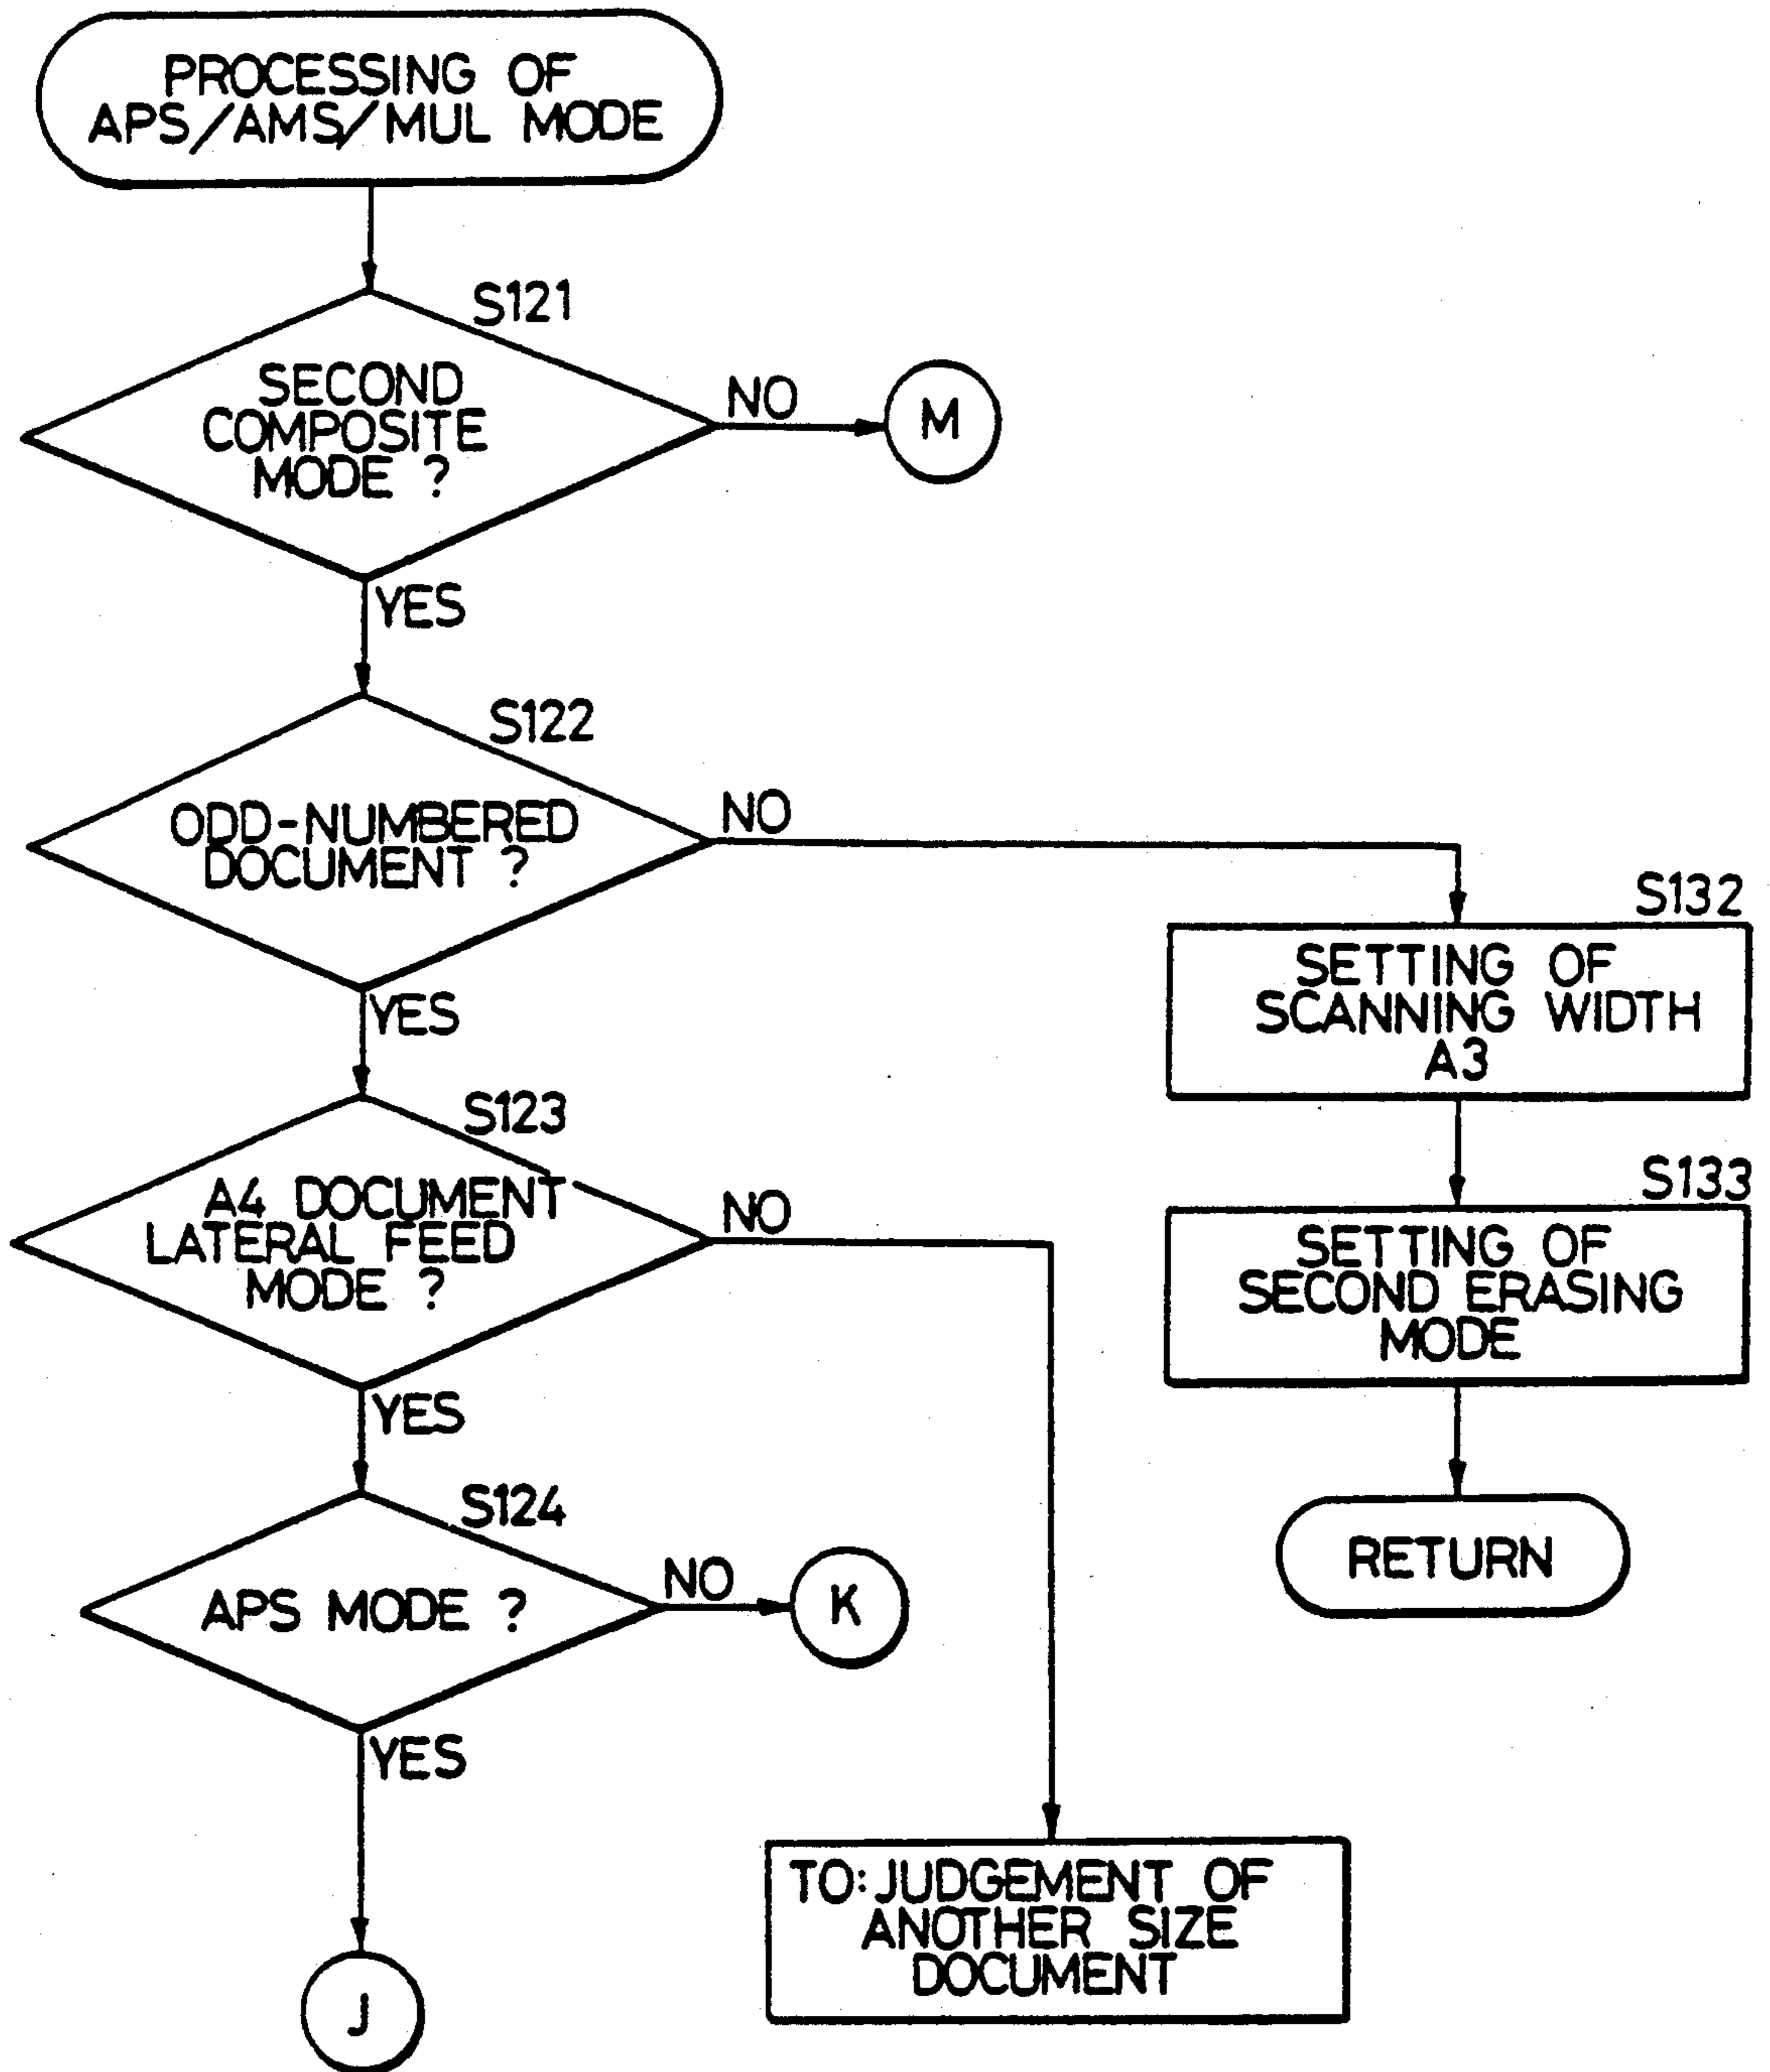 PROCESSING OF
APS/AMS/MUL MODE
S121
SECOND
COMPOSITE
MODE ?
NO
M
YES
S122
ODD-NUMBERED
DOCUMENT ?
NO
S132
SETTING OF
SCANNING WIDTH
A3
YES
S123
A4 DOCUMENT
LATERAL FEED
MODE ?
NO
S133
SETTING OF
SECOND ERASING
MODE
YES
S124
APS MODE ?
NO
K
RETURN
YES
TO:JUDGEMENT OF
ANOTHER SIZE
DOCUMENT
J